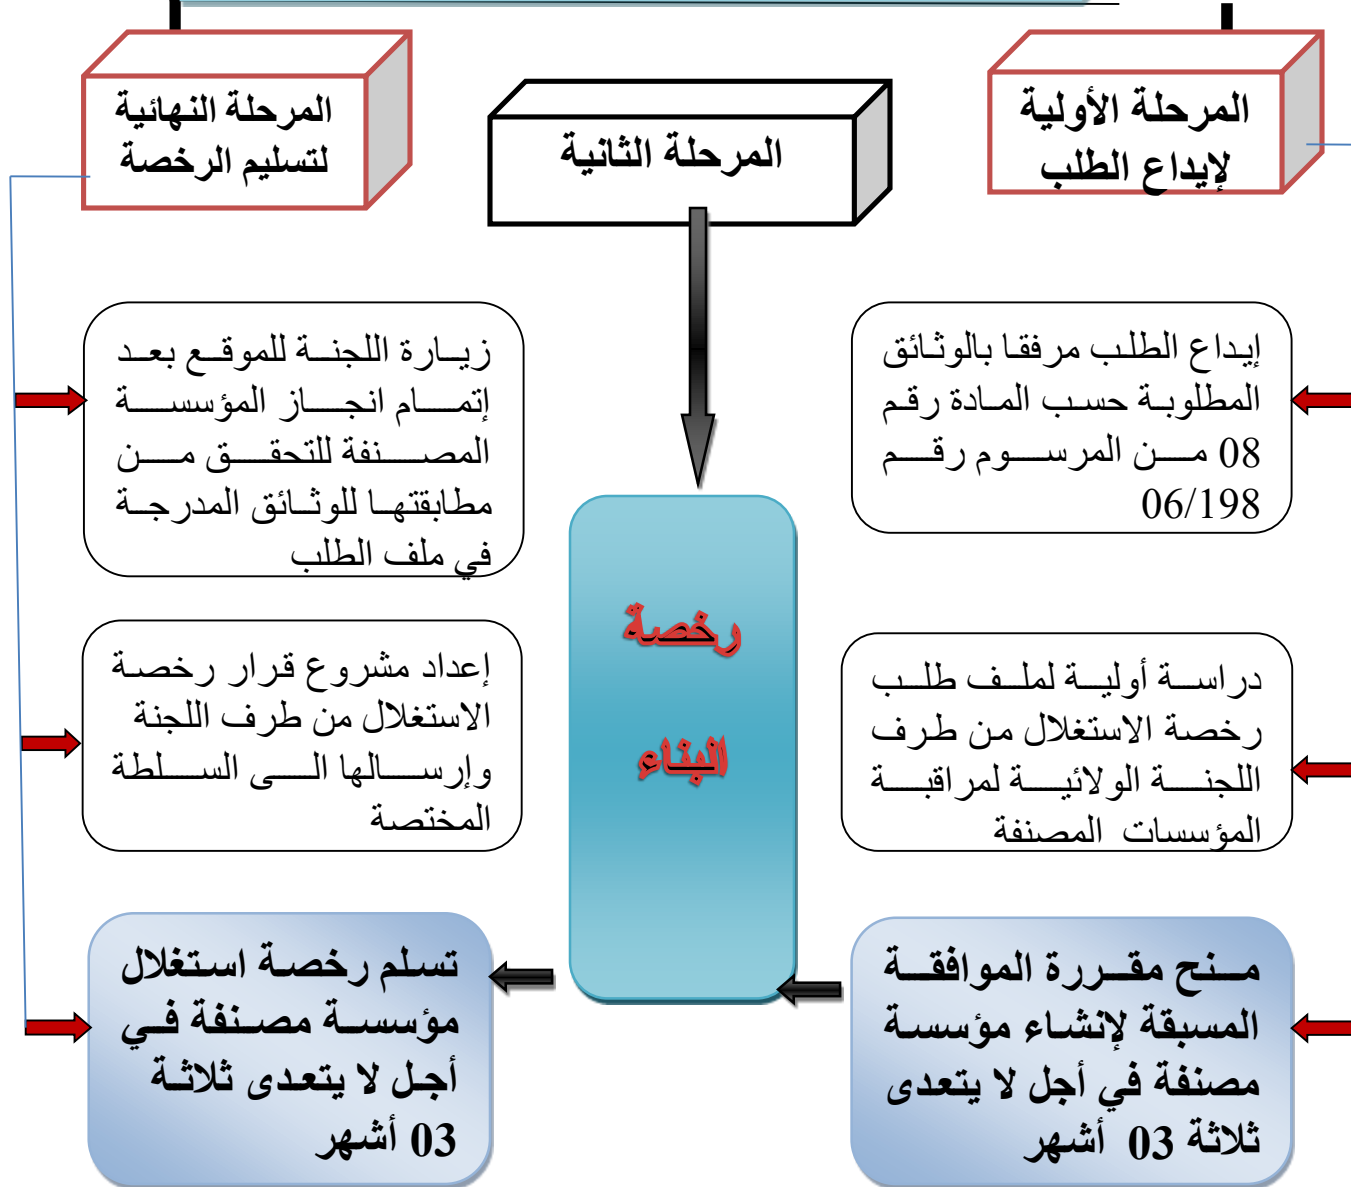 المرحلة الأولية
لإيداع الطلب
المرحلة الثانية
المرحلة النهائية
لتسليم الرخصة
إيداع الطلب مرفقا بالوثائق
المطلوبة حسب المادة رقم
08 من المرسوم رقم
06/198
دراسة أولية لملف طلب
رخصة الاستغلال من طرف
اللجنة الولائية لمراقبة
المؤسسات المصنفة
منح مقررة الموافقة
المسبقة لإنشاء مؤسسة
مصنفة في أجل لا يتعدى
ثلاثة 03 أشهر
رخصة
البناء
زيارة اللجنة للموقع بعد
إتمام انجاز المؤسسة
المصنفة للتحقق من
مطابقتها للوثائق المدرجة
في ملف الطلب
إعداد مشروع قرار رخصة
الاستغلال من طرف اللجنة
وإرسالها الى السلطة
المختصة
تسلم رخصة استغلال
مؤسسة مصنفة في
أجل لا يتعدى ثلاثة
03 أشهر